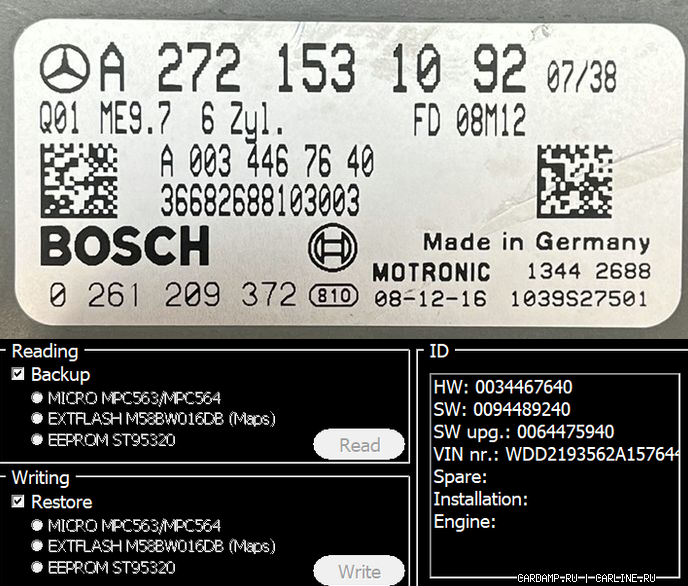 A 272 153 10 92 07/38
Q01 ME9.7 6 Zyl. FD 08M12
A 003 446 76 40
36682688103003
BOSCH
Made in Germany
MOTRONIC 1344 2688
0 261 209 372 810 08-12-16 1039S27501
Reading
Backup
MICRO MPC563/MPC564
EXTFLASH M58BW016DB (Maps)
EEPROM ST95320
Read
Writing
Restore
MICRO MPC563/MPC564
EXTFLASH M58BW016DB (Maps)
EEPROM ST95320
Write
ID
HW: 0034467640
SW: 0094489240
SW upg.: 0064475940
VIN nr.: WDD2193562A15764
Spare:
Installation:
Engine:
CARDAMP.RU-|-CARLINE.RU